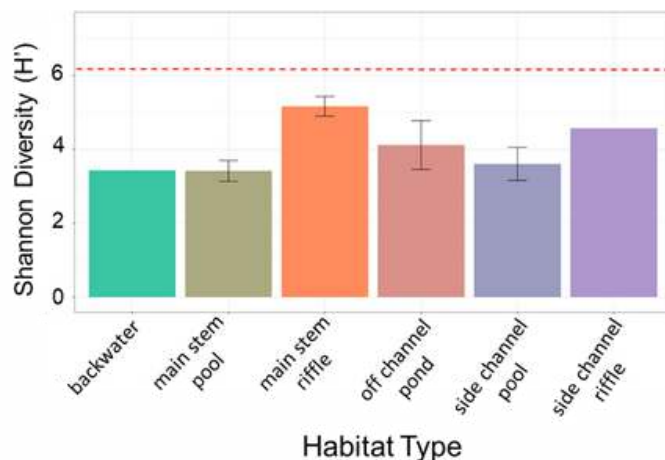 Shannon Diversity (H')
6
4
2
0
backwater
main stem
pool
main stem
riffle
off channel
pond
side channel
pool
side channel
riffle
Habitat Type